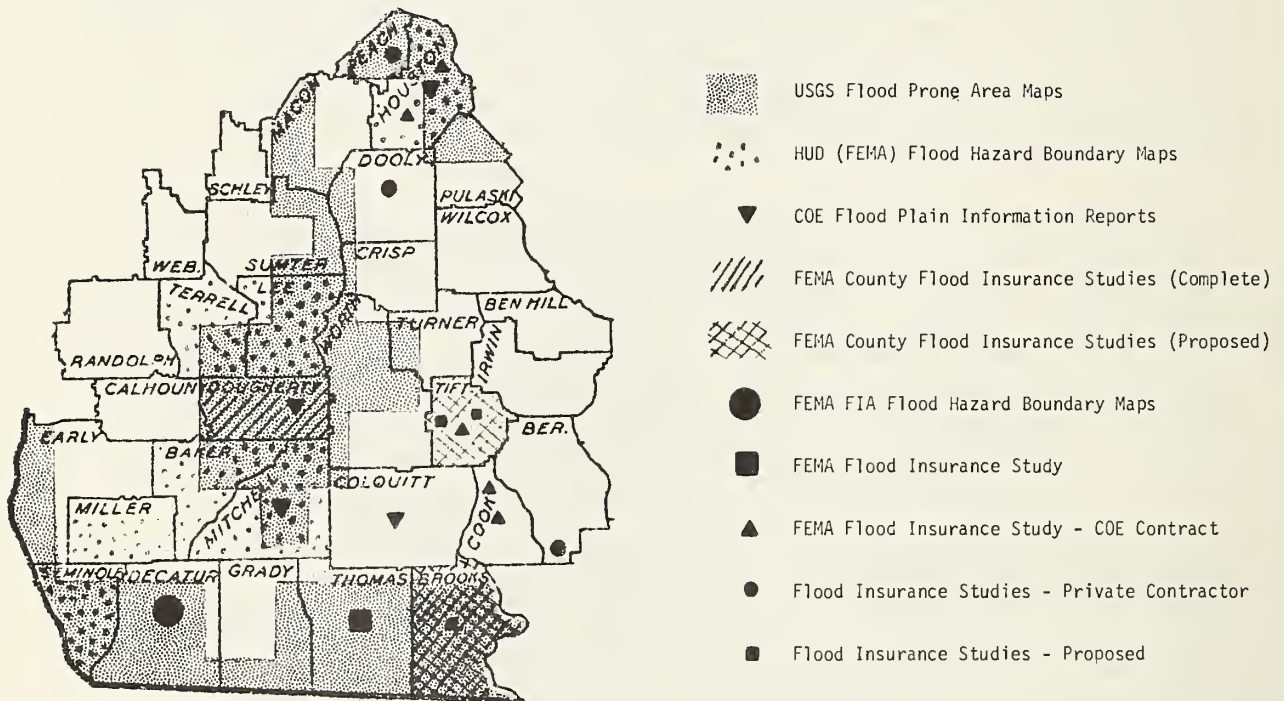 PEACH
HOUSTON
MACON
DOOLY
SCHLEY
PULASKI
WILCOX
CRISP
WEB.
SUMTER
TERRELL
LEE
WORTH
BEN HILL
TURNER
IRWIN
RANDOLPH
CALHOUN
DOUGHERTY
TIFT
EARLY
BAKER
BER.
COLQUITT
MILLER
MITCHELL
COOK
SEMINOLE
DECATUR
GRADY
THOMAS
BROOKS
USGS Flood Prone Area Maps
HUD (FEMA) Flood Hazard Boundary Maps
COE Flood Plain Information Reports
FEMA County Flood Insurance Studies (Complete)
FEMA County Flood Insurance Studies (Proposed)
FEMA FIA Flood Hazard Boundary Maps
FEMA Flood Insurance Study
FEMA Flood Insurance Study - COE Contract
Flood Insurance Studies - Private Contractor
Flood Insurance Studies - Proposed